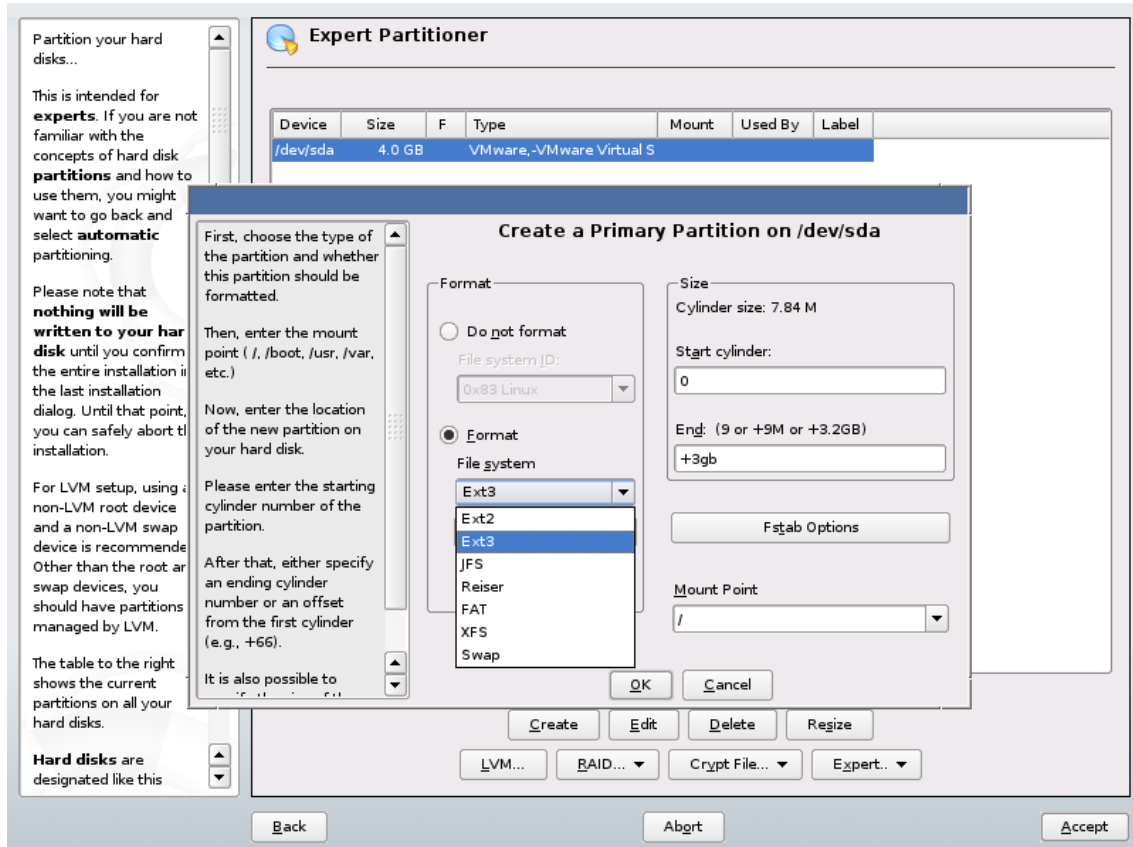 Partition your hard
disks...
This is intended for
experts. If you are not
familiar with the
concepts of hard disk
partitions and how to
use them, you might
want to go back and
select automatic
partitioning.
Please note that
nothing will be
written to your har
disk until you confirm
the entire installation i
the last installation
dialog. Until that point,
you can safely abort t
installation.
For LVM setup, using
non-LVM root device
and a non-LVM swap
device is recommende
Other than the root ar
swap devices, you
should have partitions
managed by LVM.
The table to the right
shows the current
partitions on all your
hard disks.
Hard disks are
designated like this
Expert Partitioner
Device Size F Type Mount Used By Label
/dev/sda 4.0 GB VMware,-VMware Virtual S
First, choose the type of
the partition and whether
this partition should be
formatted.
Then, enter the mount
point ( /, /boot, /usr, /var,
etc.)
Now, enter the location
of the new partition on
your hard disk.
Please enter the starting
cylinder number of the
partition.
After that, either specify
an ending cylinder
number or an offset
from the first cylinder
(e.g., +66).
It is also possible to
Create a Primary Partition on /dev/sda
Format
Do not format
File system ID:
0x83 Linux
Format
File system
Ext3
Ext2
Ext3
JFS
Reiser
FAT
XFS
Swap
Size
Cylinder size: 7.84 M
Start cylinder:
0
End: (9 or +9M or +3.2GB)
+3gb
Fstab Options
Mount Point
/
OK Cancel
Create Edit Delete Resize
LVM... RAID... Crypt File... Expert..
Back Abort Accept